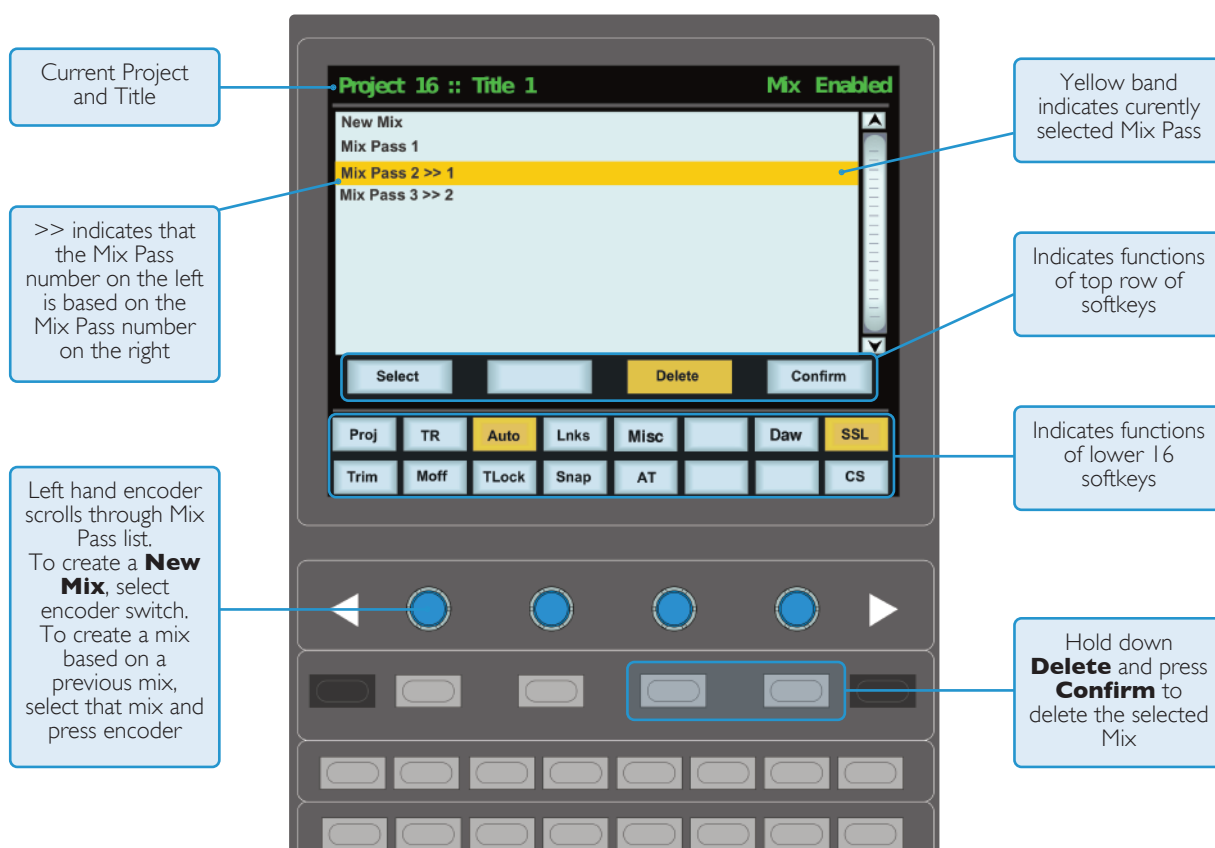 Current Project
and Title
>> indicates that
the Mix Pass
number on the left
is based on the
Mix Pass number
on the right
Left hand encoder
scrolls through Mix
Pass list.
To create a New
Mix, select
encoder switch.
To create a mix
based on a
previous mix,
select that mix and
press encoder
Project 16 :: Title 1 Mix Enabled
New Mix
Mix Pass 1
Mix Pass 2 >> 1
Mix Pass 3 >> 2
Select Delete Confirm
Proj TR Auto Lnks Misc Daw SSL
Trim Moff TLock Snap AT CS
Yellow band
indicates curently
selected Mix Pass
Indicates functions
of top row of
softkeys
Indicates functions
of lower 16
softkeys
Hold down
Delete and press
Confirm to
delete the selected
Mix